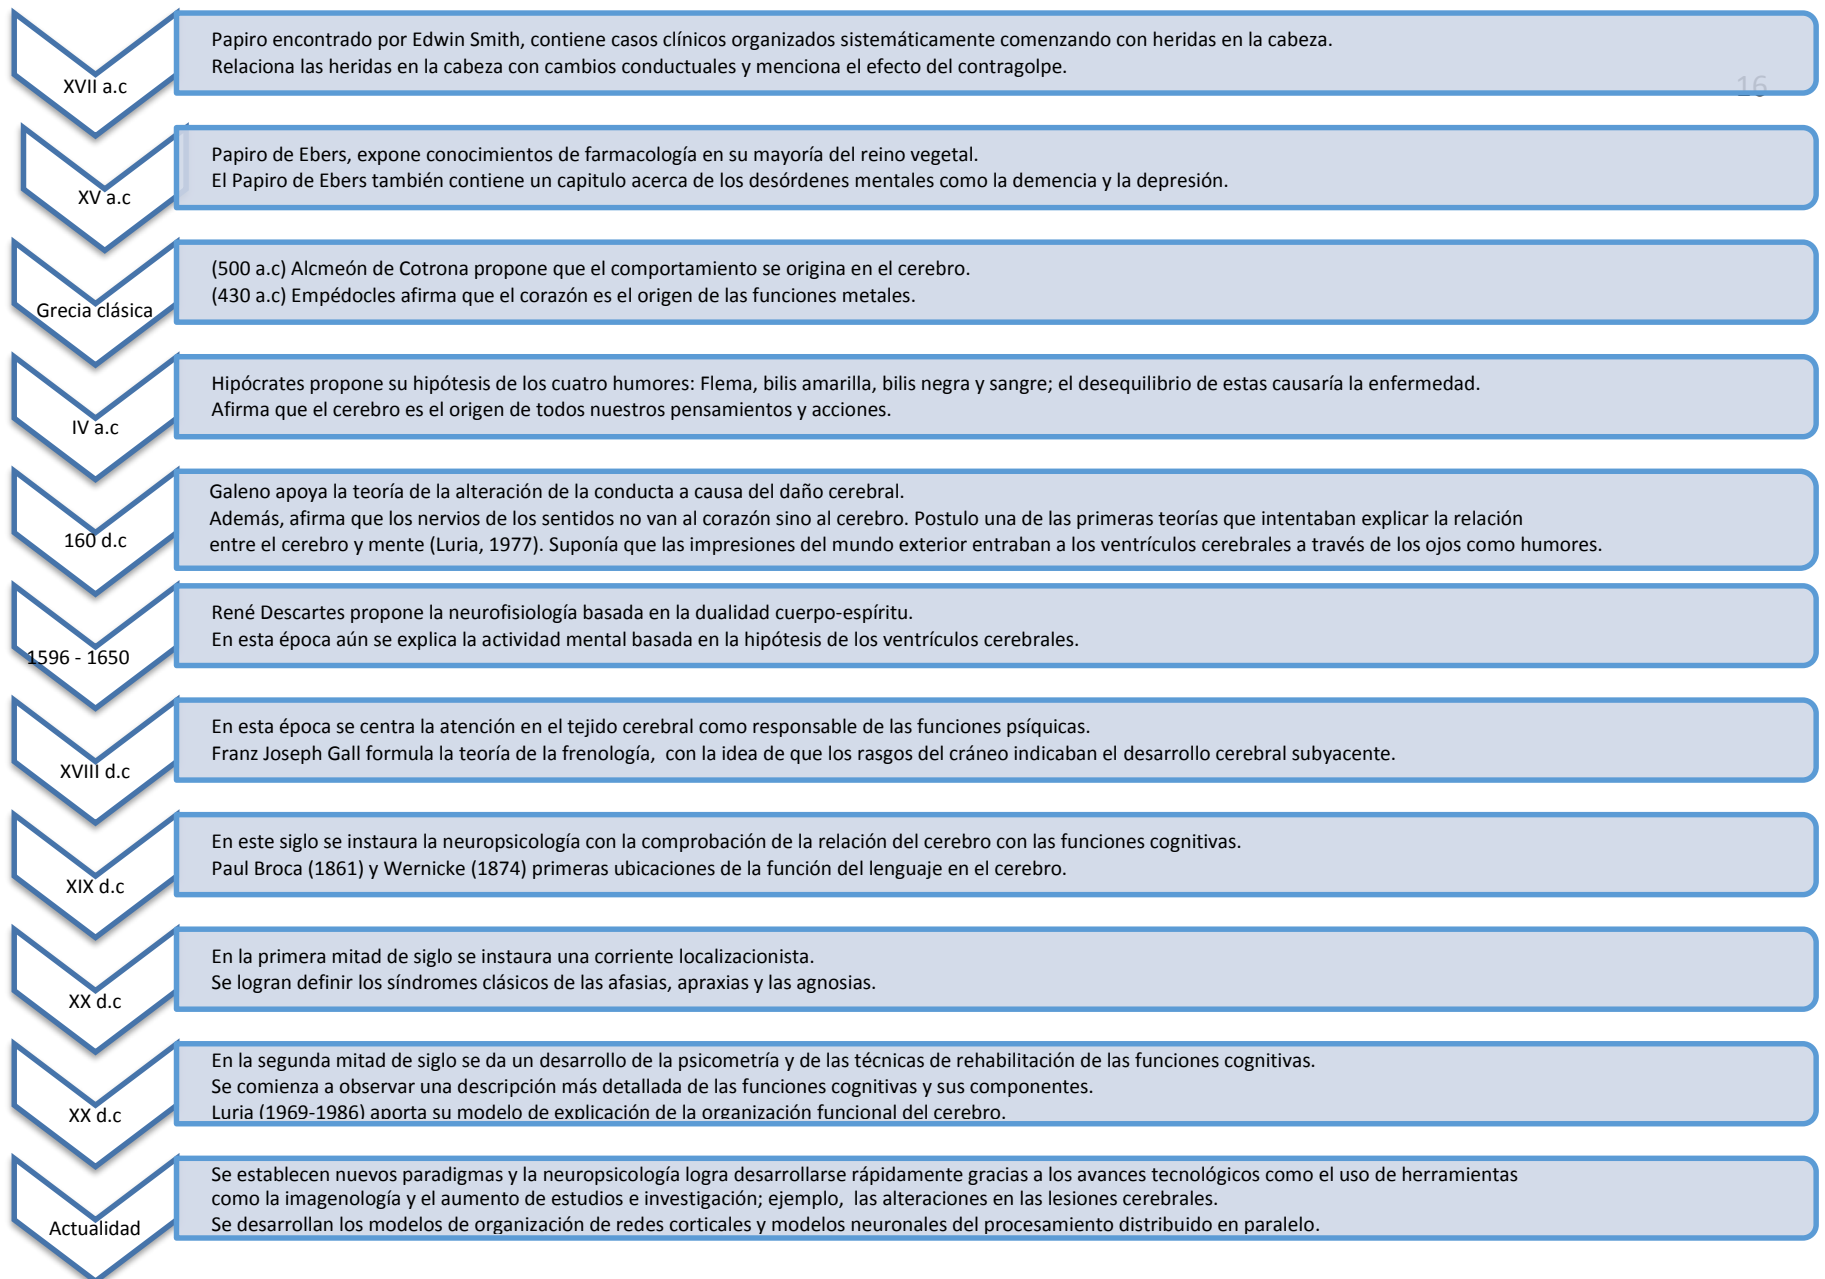 XVII a.c
Papiro encontrado por Edwin Smith, contiene casos clínicos organizados sistemáticamente comenzando con heridas en la cabeza.
Relaciona las heridas en la cabeza con cambios conductuales y menciona el efecto del contragolpe.
16
XV a.c
Papiro de Ebers, expone conocimientos de farmacología en su mayoría del reino vegetal.
El Papiro de Ebers también contiene un capitulo acerca de los desórdenes mentales como la demencia y la depresión.
Grecia clásica
(500 a.c) Alcmeón de Cotrona propone que el comportamiento se origina en el cerebro.
(430 a.c) Empédocles afirma que el corazón es el origen de las funciones metales.
IV a.c
Hipócrates propone su hipótesis de los cuatro humores: Flema, bilis amarilla, bilis negra y sangre; el desequilibrio de estas causaría la enfermedad.
Afirma que el cerebro es el origen de todos nuestros pensamientos y acciones.
160 d.c
Galeno apoya la teoría de la alteración de la conducta a causa del daño cerebral.
Además, afirma que los nervios de los sentidos no van al corazón sino al cerebro. Postulo una de las primeras teorías que intentaban explicar la relación
entre el cerebro y mente (Luria, 1977). Suponía que las impresiones del mundo exterior entraban a los ventrículos cerebrales a través de los ojos como humores.
1596 - 1650
René Descartes propone la neurofisiología basada en la dualidad cuerpo-espíritu.
En esta época aún se explica la actividad mental basada en la hipótesis de los ventrículos cerebrales.
XVIII d.c
En esta época se centra la atención en el tejido cerebral como responsable de las funciones psíquicas.
Franz Joseph Gall formula la teoría de la frenología, con la idea de que los rasgos del cráneo indicaban el desarrollo cerebral subyacente.
XIX d.c
En este siglo se instaura la neuropsicología con la comprobación de la relación del cerebro con las funciones cognitivas.
Paul Broca (1861) y Wernicke (1874) primeras ubicaciones de la función del lenguaje en el cerebro.
XX d.c
En la primera mitad de siglo se instaura una corriente localizacionista.
Se logran definir los síndromes clásicos de las afasias, apraxias y las agnosias.
XX d.c
En la segunda mitad de siglo se da un desarrollo de la psicometría y de las técnicas de rehabilitación de las funciones cognitivas.
Se comienza a observar una descripción más detallada de las funciones cognitivas y sus componentes.
Luria (1969-1986) aporta su modelo de explicación de la organización funcional del cerebro.
Actualidad
Se establecen nuevos paradigmas y la neuropsicología logra desarrollarse rápidamente gracias a los avances tecnológicos como el uso de herramientas
como la imagenología y el aumento de estudios e investigación; ejemplo, las alteraciones en las lesiones cerebrales.
Se desarrollan los modelos de organización de redes corticales y modelos neuronales del procesamiento distribuido en paralelo.